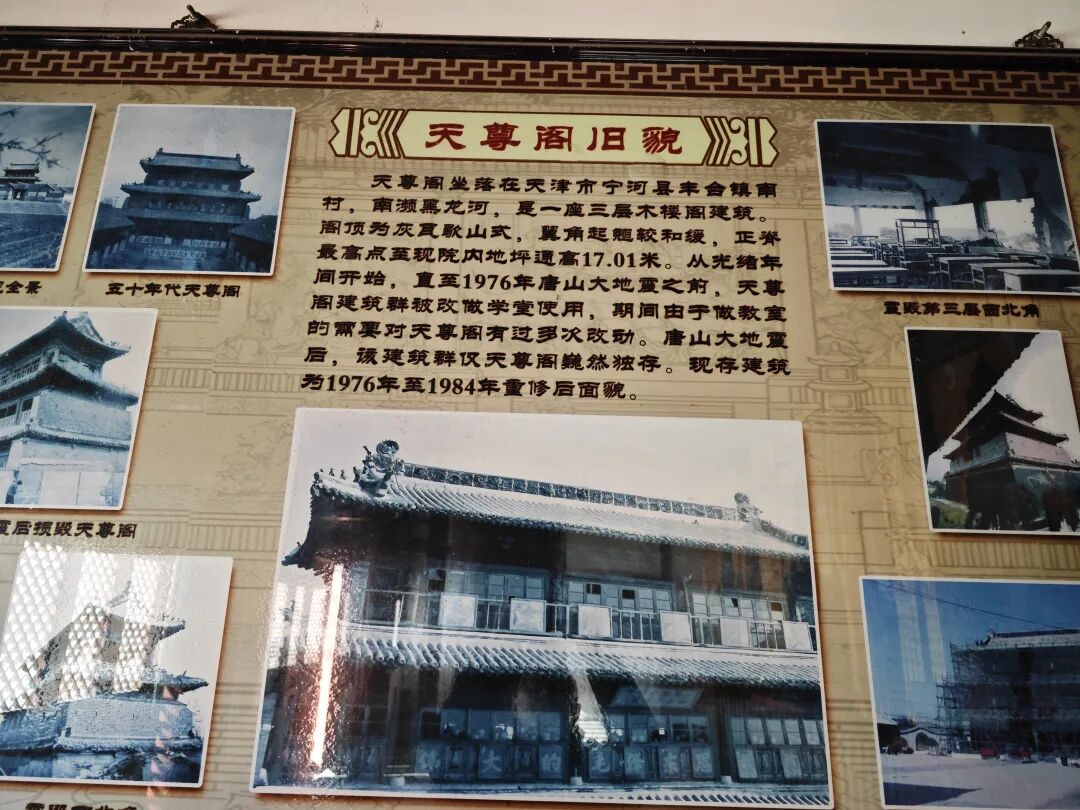 天尊阁旧貌
天尊阁坐落在天津市宁河县丰台镇南
村，南濒黑龙河，是一座三层木楼阁建筑。
阁顶为灰瓦歇山式，翼角起翘较和缓，正脊
最高点至现院内地坪通高17.01米。从光绪年
间开始，直至1976年唐山大地震之前，天尊
阁建筑群被改做学堂使用，期间由于做教室
的需要对天尊阁有过多次改动。唐山大地震
后，该建筑群仅天尊阁巍然独存。现存建筑
为1976年至1984年重修后面貌。
全景
五十年代天尊阁
震毁第三层西北角
震后损毁天尊阁